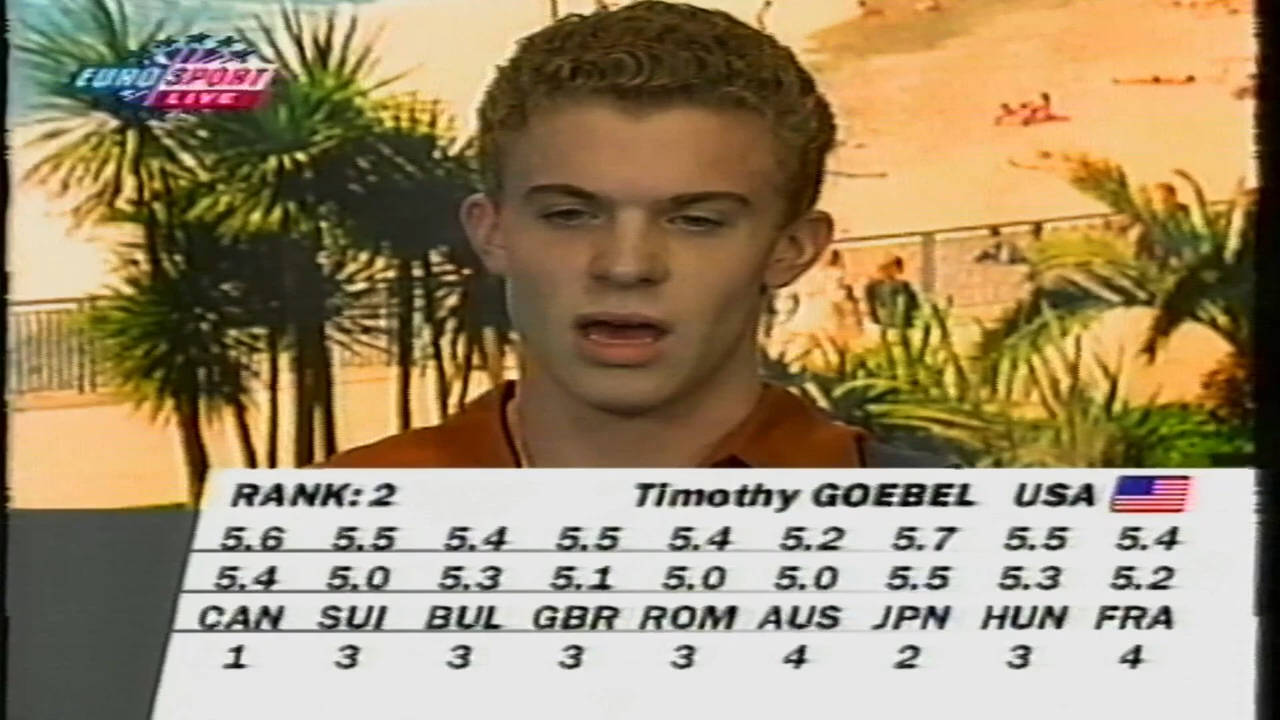 EUROSPORT
LIVE
RANK: 2 Timothy GOEBEL USA
5.6 5.5 5.4 5.5 5.4 5.2 5.7 5.5 5.4
5.4 5.0 5.3 5.1 5.0 5.0 5.5 5.3 5.2
CAN SUI BUL GBR ROM AUS JPN HUN FRA
1 3 3 3 3 4 2 3 4